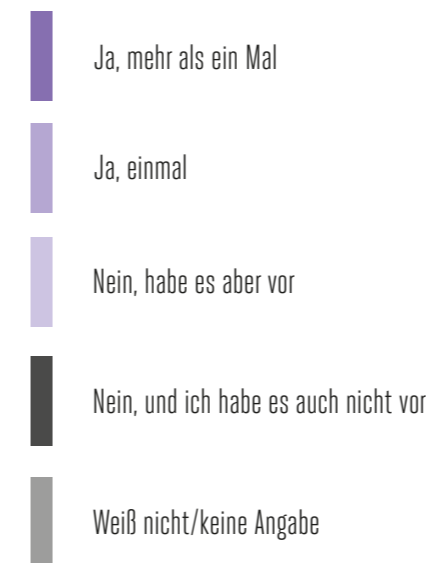 Ja, mehr als ein Mal
Ja, einmal
Nein, habe es aber vor
Nein, und ich habe es auch nicht vor
Weiß nicht/keine Angabe